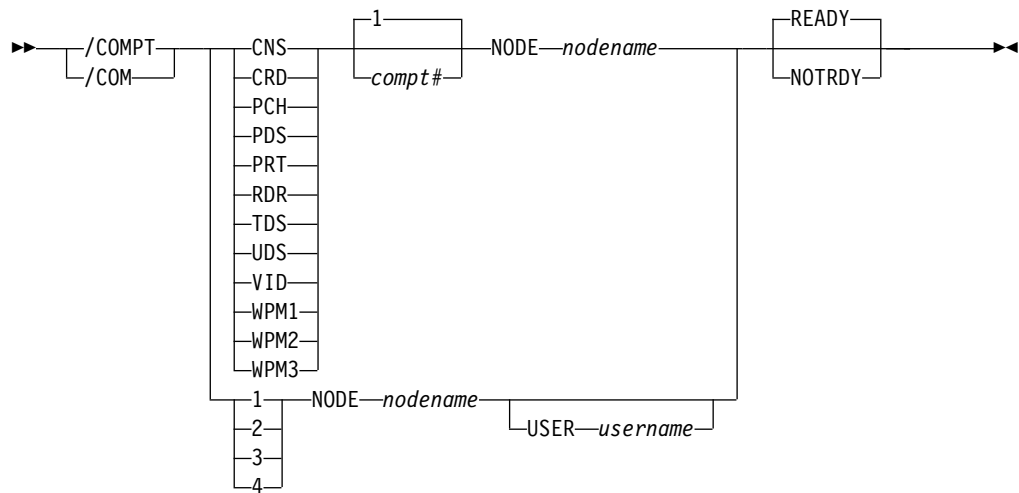 1 READY
/COMPT CNS NODE nodename
/COM CRD compt# NOTRDY
PCH
PDS
PRT
RDR
TDS
UDS
VID
WPM1
WPM2
WPM3
1 NODE nodename
2 USER username
3
4